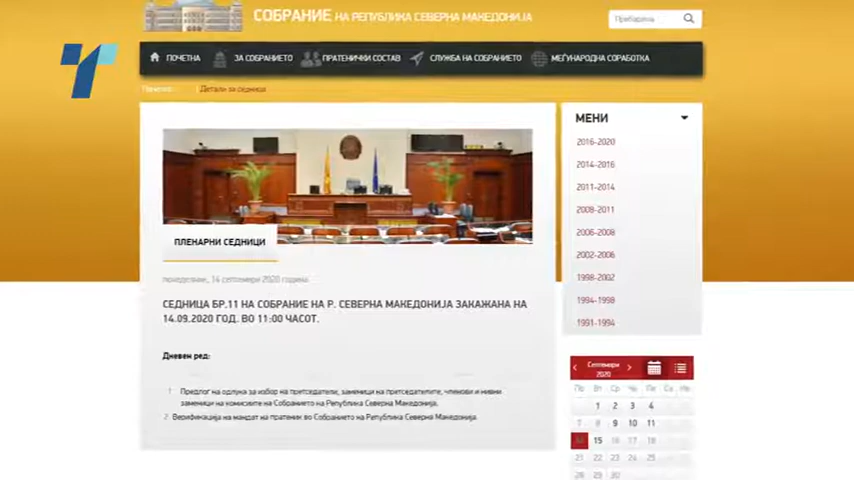 СОБРАНИЕ НА РЕПУБЛИКА СЕВЕРНА МАКЕДОНИЈА
Пребарана
ПОЧЕТНА ЗА СОБРАНИЕТО ПРАТЕНИЧКИ СОСТАВ СЛУЖБА НА СОБРАНИЕТО МЕЃУНАРОДНА СОРАБОТКА
Почетна Детали за седница
ПЛЕНАРНИ СЕДНИЦИ
понеделник, 14 септември 2020 година
СЕДНИЦА БР.11 НА СОБРАНИЕ НА Р. СЕВЕРНА МАКЕДОНИЈА ЗАКАЖАНА НА
14.09.2020 ГОД. ВО 11:00 ЧАСОТ.
Дневен ред:
1 Предлог на одлука за избор на претседатели, заменици на претседателите, членови и нивни
заменици на комисиите на Собранието на Република Северна Македонија.
2 Верификација на мандат на пратеник во Собранието на Република Северна Македонија.
МЕНИ
2016-2020
2014-2016
2011-2014
2008-2011
2006-2008
2002-2006
1998-2002
1994-1998
1991-1994
Септември
2020
По Вт Ср Че Пе Са Не
1 2 3 4
7 8 9 10 11
14 15 16 17 18
21 22 23 24 25
28 29 30